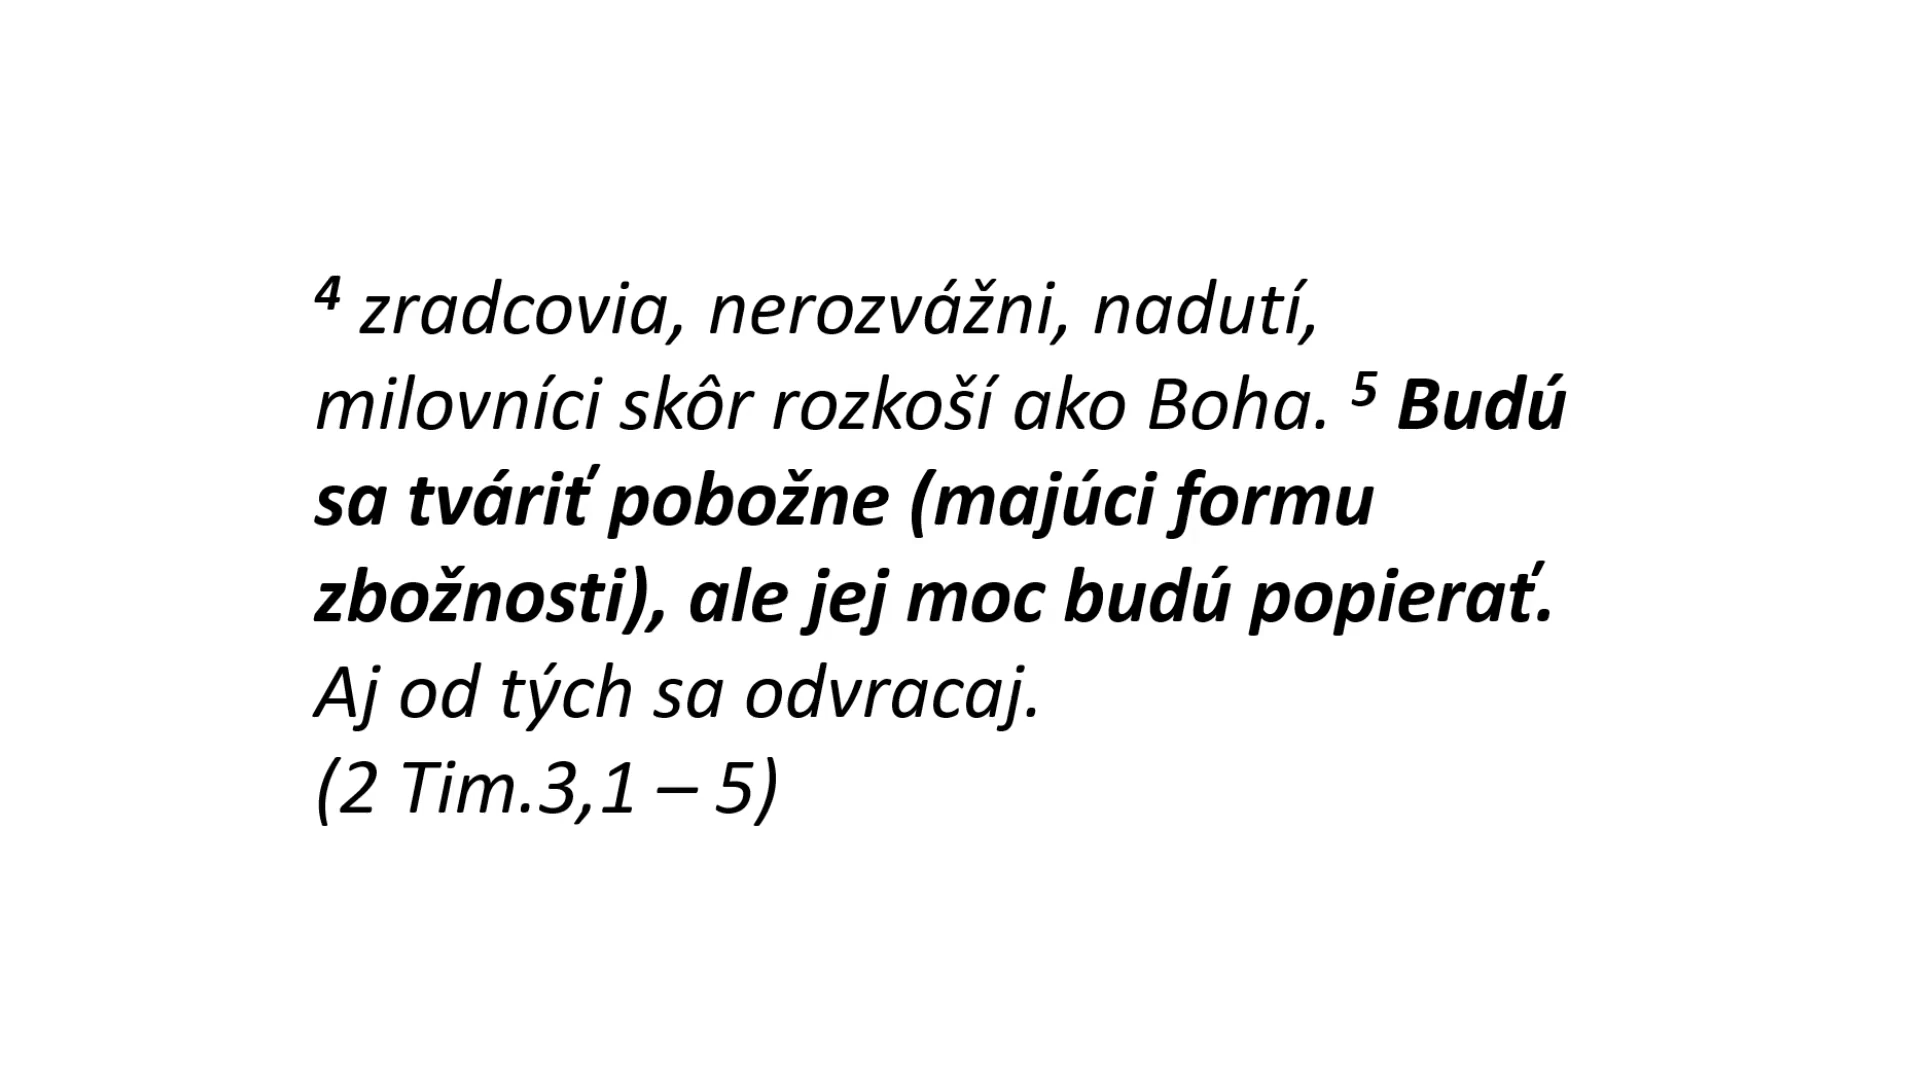 ⁴ zradcovia, nerozvážni, nadutí,
milovníci skôr rozkoší ako Boha. ⁵ Budú
sa tváriť pobožne (majúci formu
zbožnosti), ale jej moc budú popierať.
Aj od tých sa odvracaj.
(2 Tim.3,1 – 5)